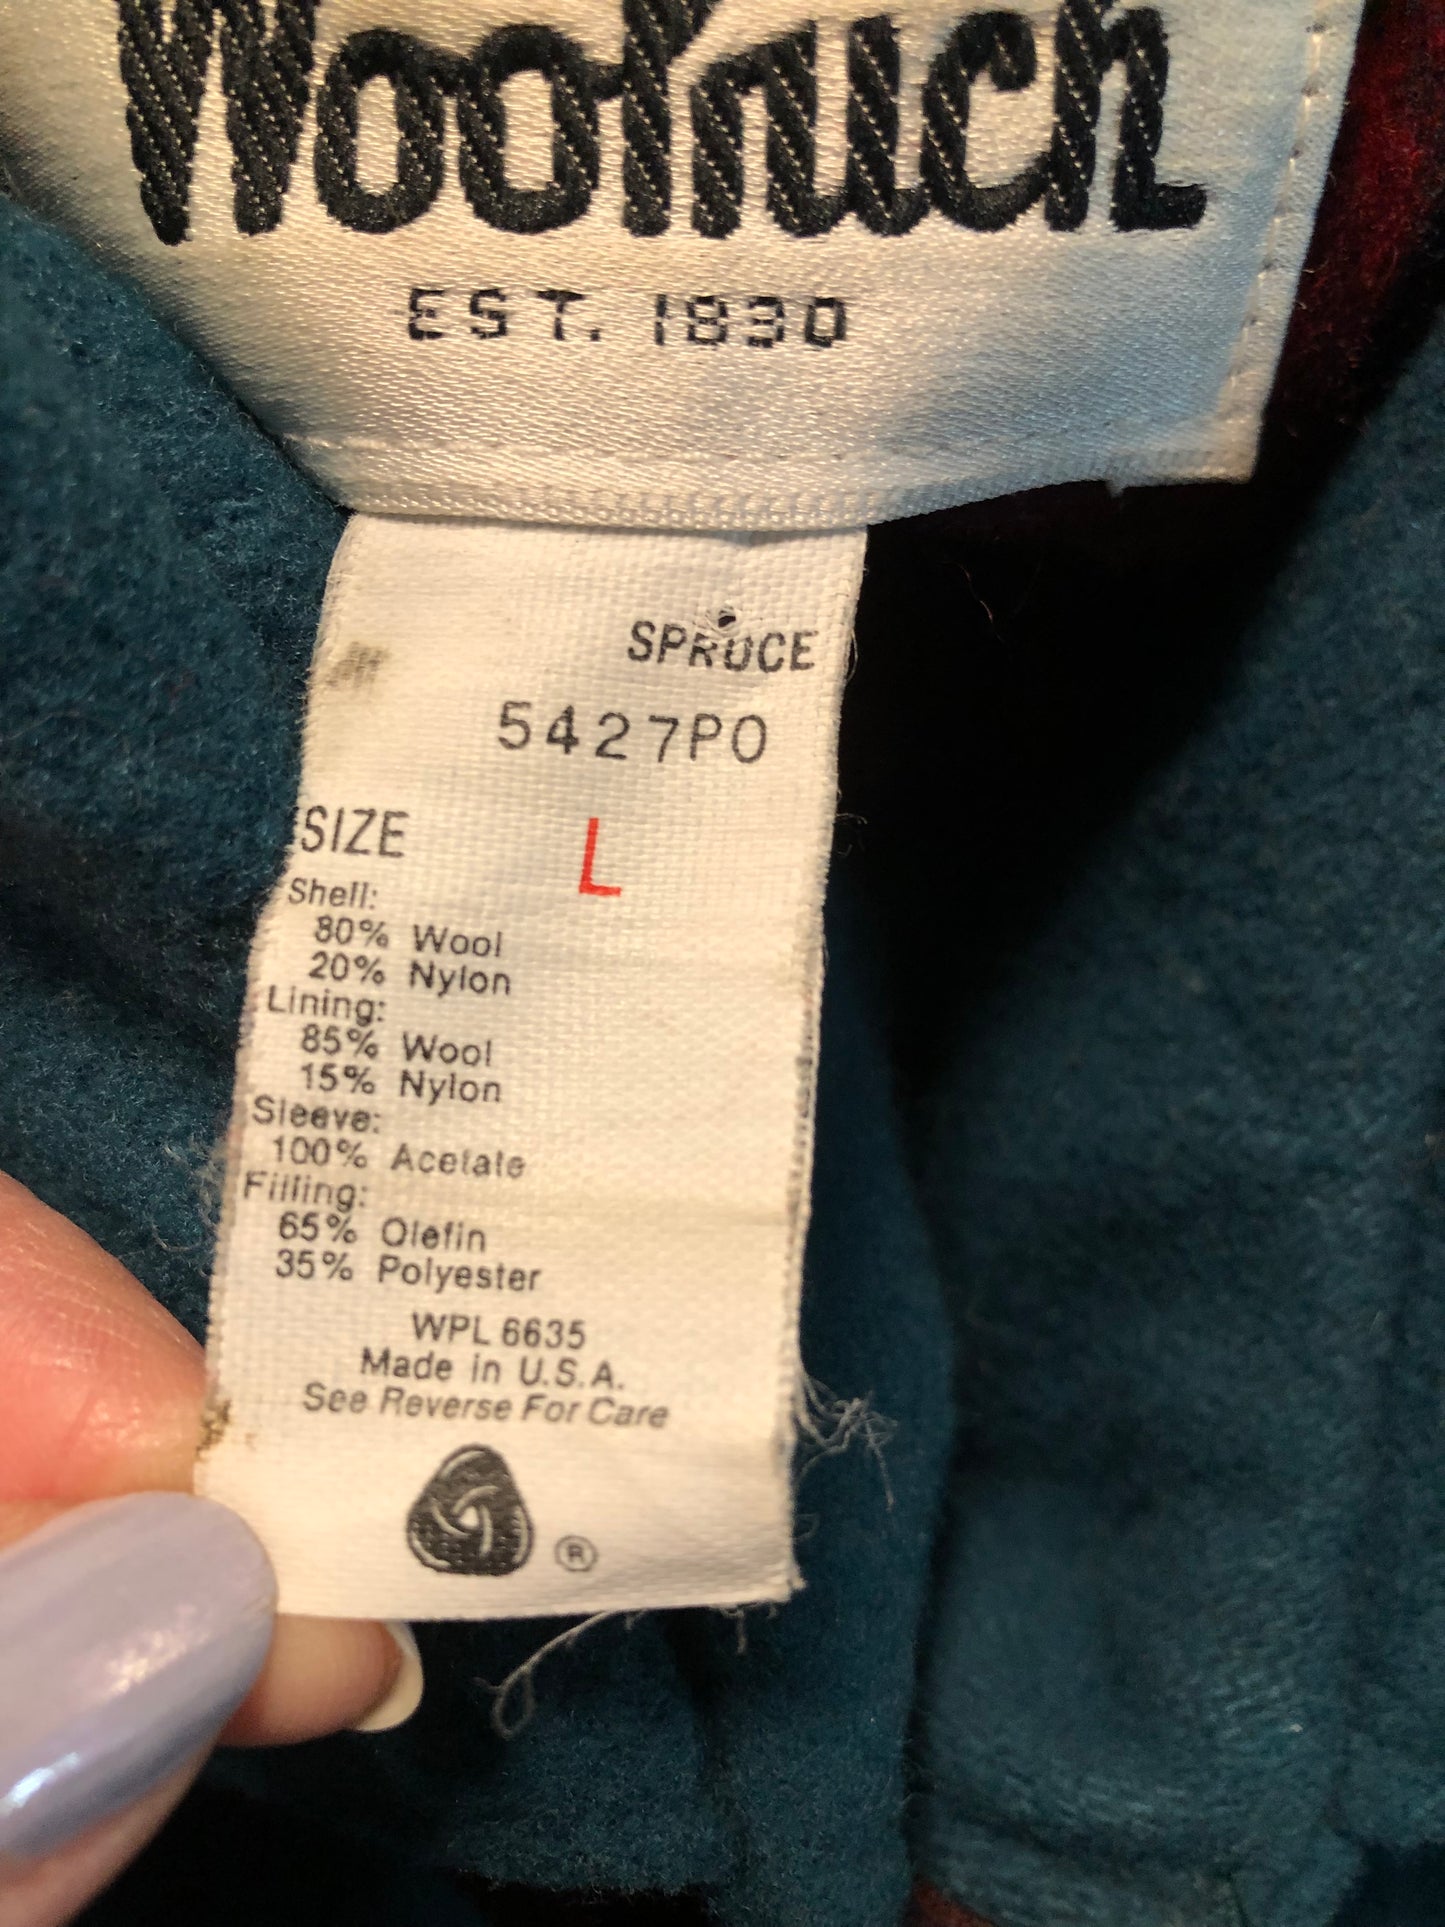 Woolrich
EST. 1830
SPRUCE
5427PO
SIZE L
Shell:
80% Wool
20% Nylon
Lining:
85% Wool
15% Nylon
Sleeve:
100% Acetate
Filling:
65% Olefin
35% Polyester
WPL 6635
Made in U.S.A.
See Reverse For Care
®